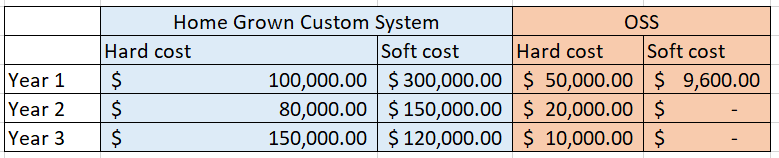 Home Grown Custom System OSS
Hard cost Soft cost Hard cost Soft cost
Year 1 $ 100,000.00 $ 300,000.00 $ 50,000.00 $ 9,600.00
Year 2 $ 80,000.00 $ 150,000.00 $ 20,000.00 $ -
Year 3 $ 150,000.00 $ 120,000.00 $ 10,000.00 $ -